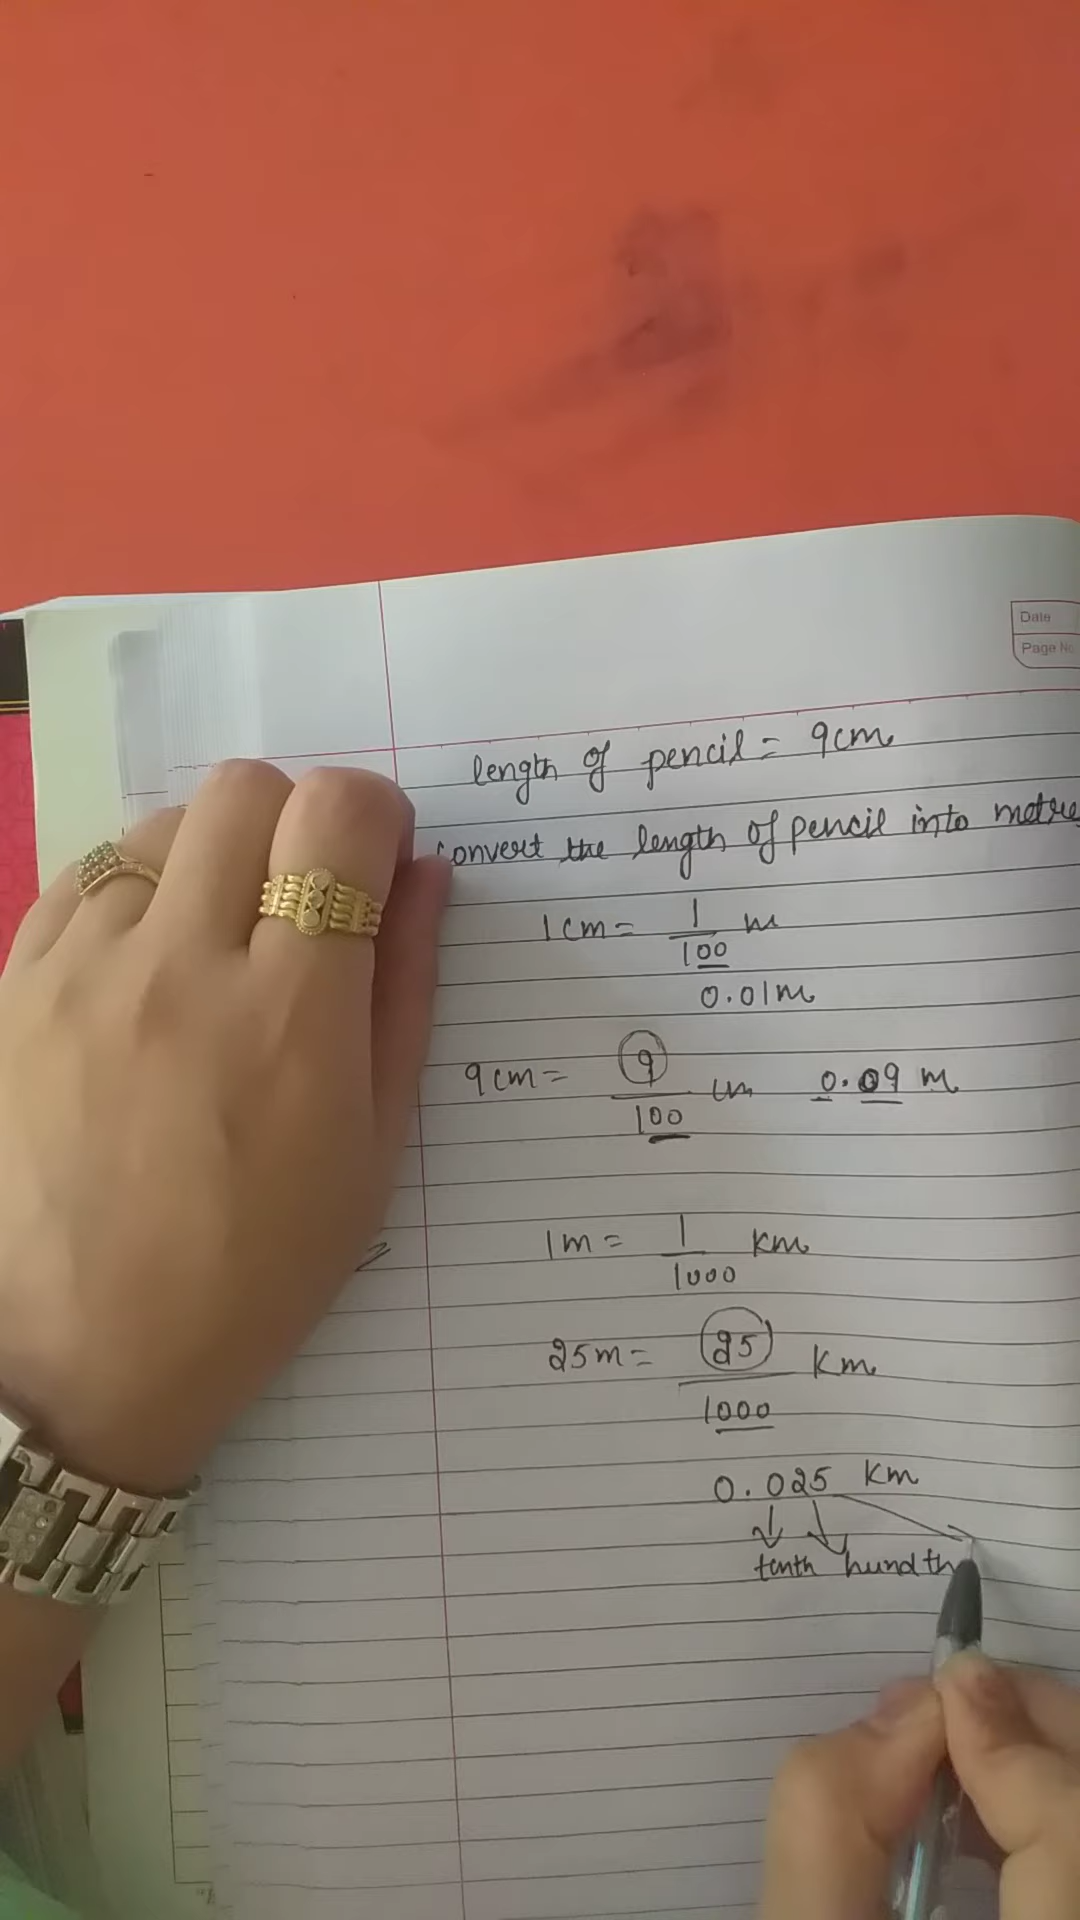 Date
Page No
length of pencil = 9cm
Convert the length of pencil into metre
1cm = 1/100 m
0.01m
9cm = 9/100 m 0.09 m
1m = 1/1000 km
25m = 25/1000 Km
0.025 Km
tenth hundth